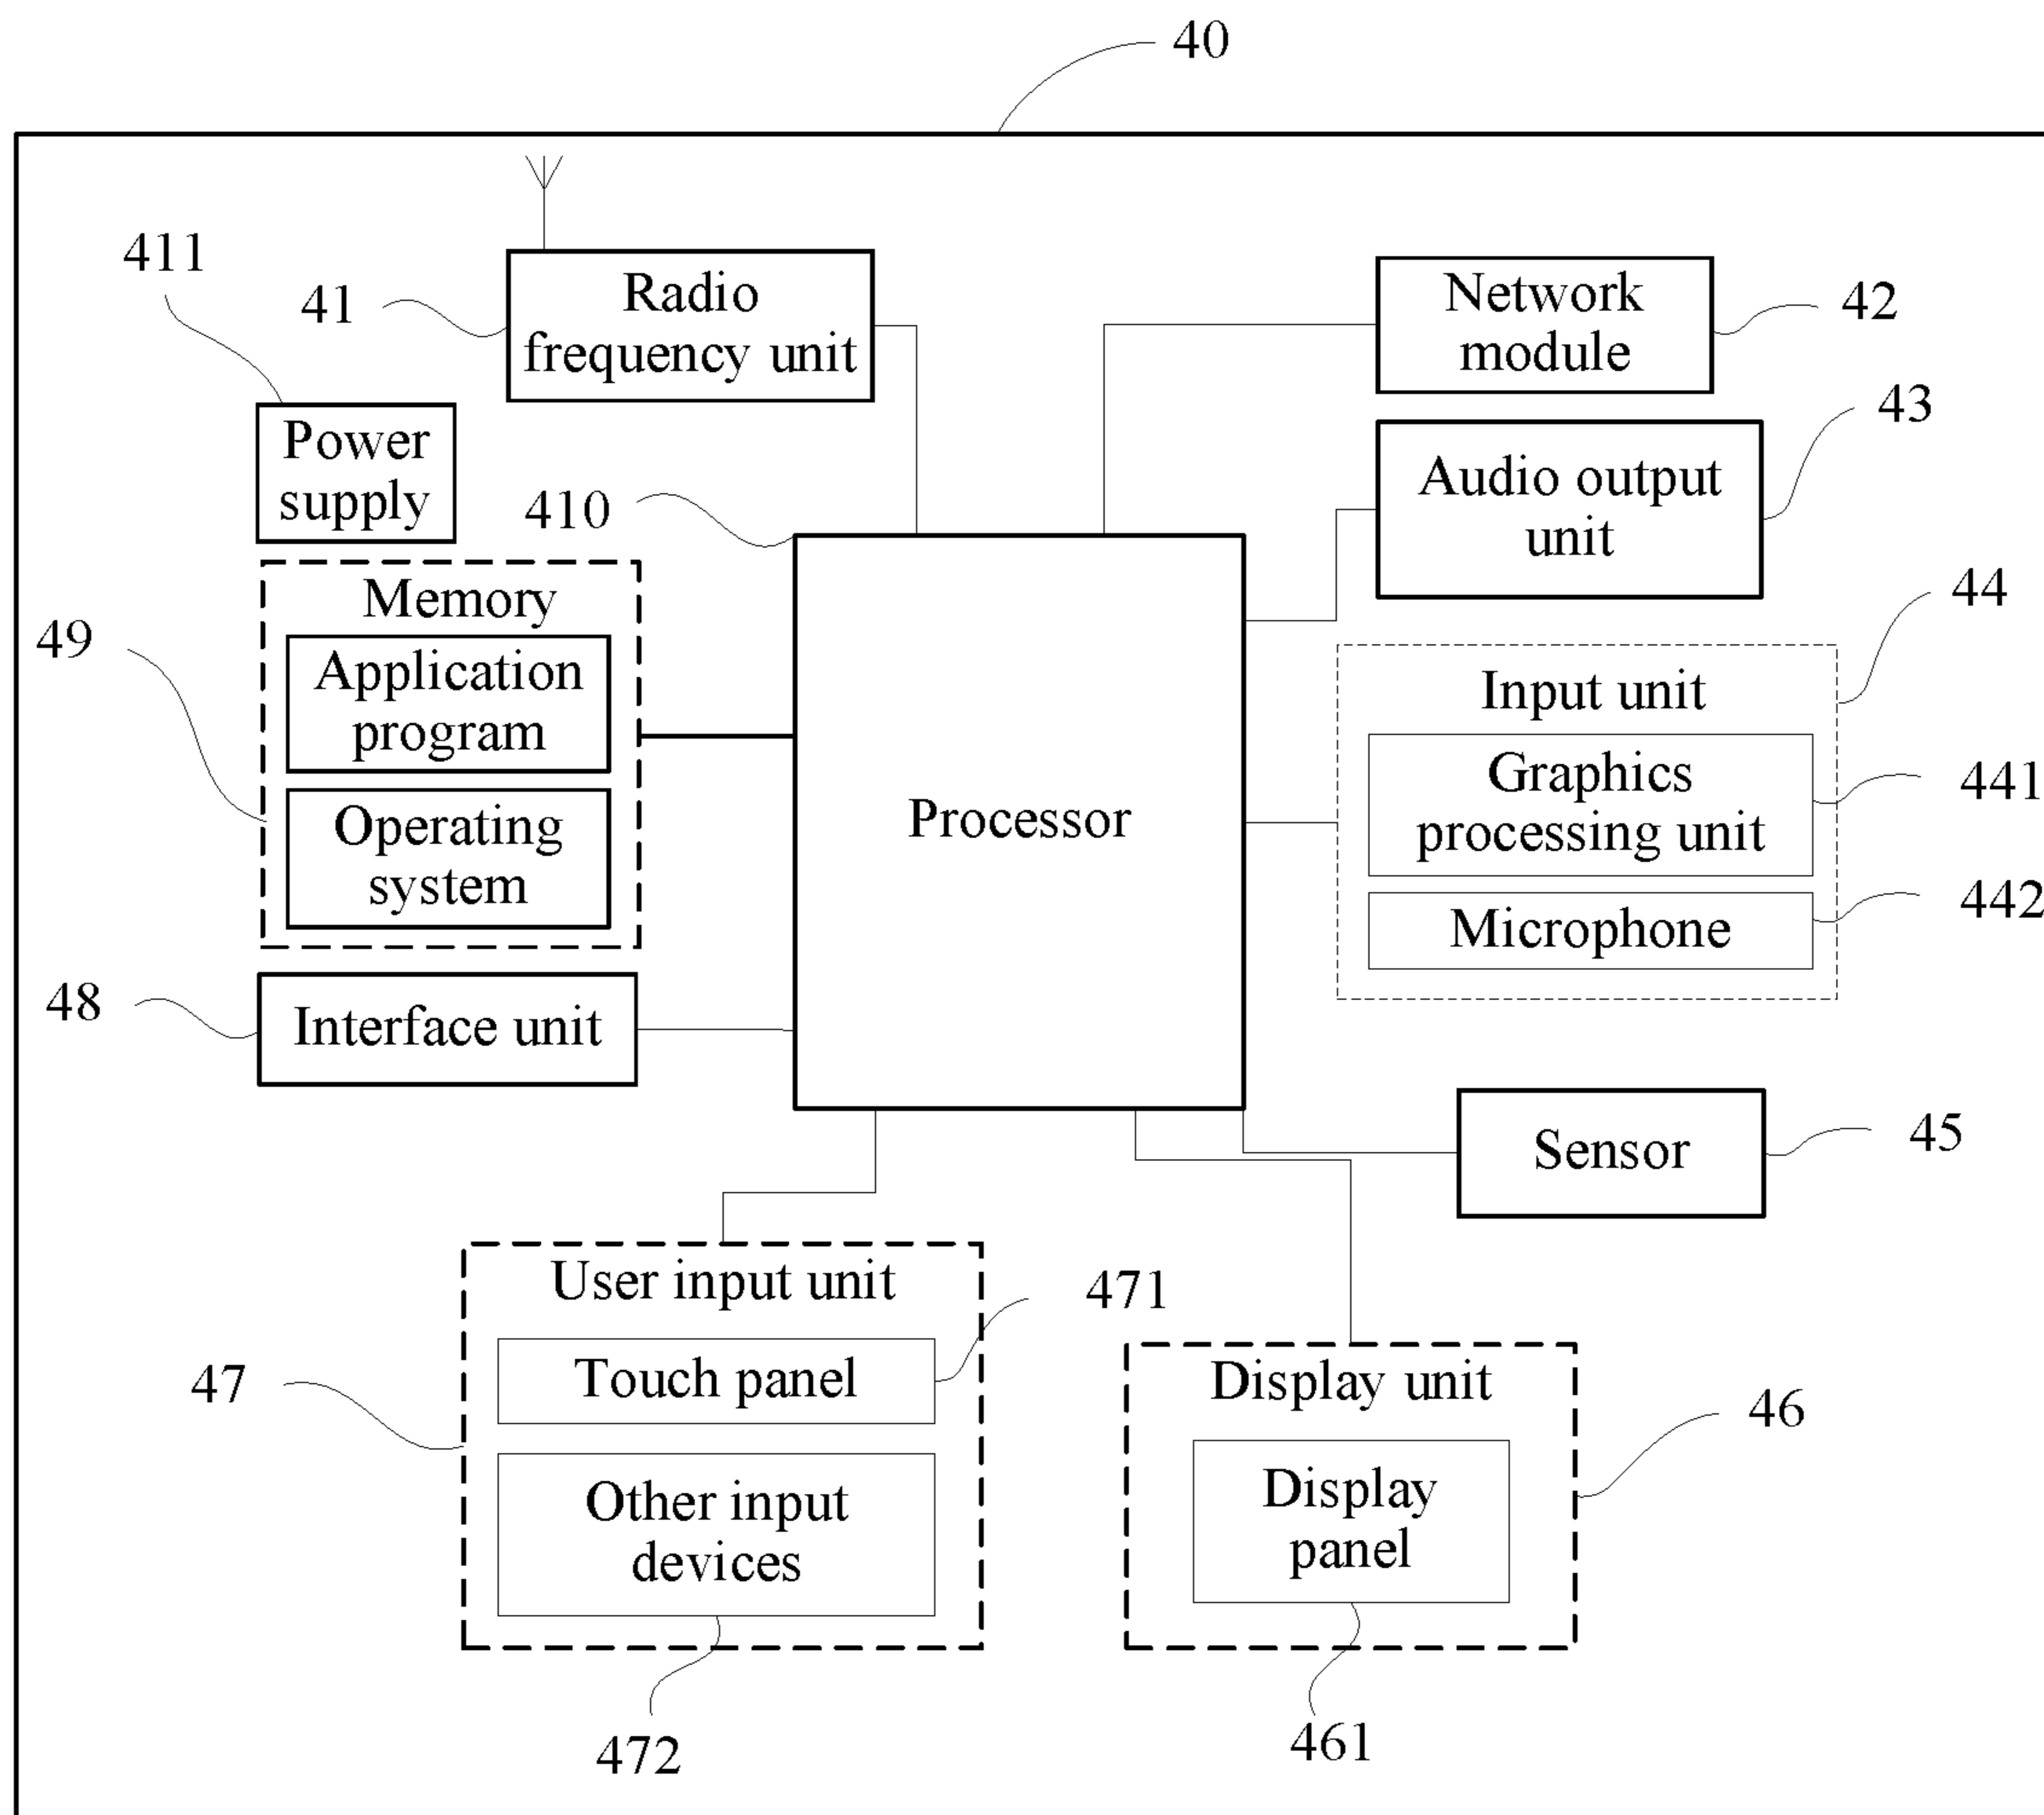 40
411
41
Radio
frequency unit
Network
module
42
Power
supply
410
Audio output
unit
43
Memory
49
Application
program
Operating
system
Processor
44
Input unit
Graphics
processing unit
441
Microphone
442
48
Interface unit
Sensor
45
User input unit
471
Touch panel
47
Other input
devices
472
Display unit
46
Display
panel
461